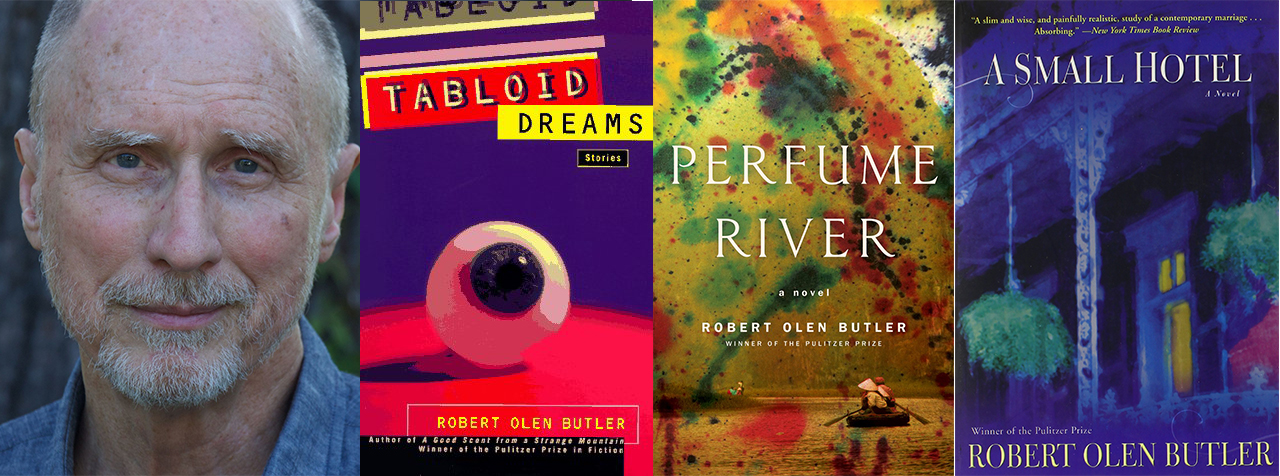 TABLOID
TABLOID
DREAMS
Stories
ROBERT OLEN BUTLER
Author of A Good Scent from a Strange Mountain
Winner of the Pulitzer Prize in Fiction
PERFUME
RIVER
a novel
ROBERT OLEN BUTLER
WINNER OF THE PULITZER PRIZE
"A slim and wise, and painfully realistic, study of a contemporary marriage . . .
Absorbing." —New York Times Book Review
A SMALL HOTEL
A Novel
Winner of the Pulitzer Prize
ROBERT OLEN BUTLER